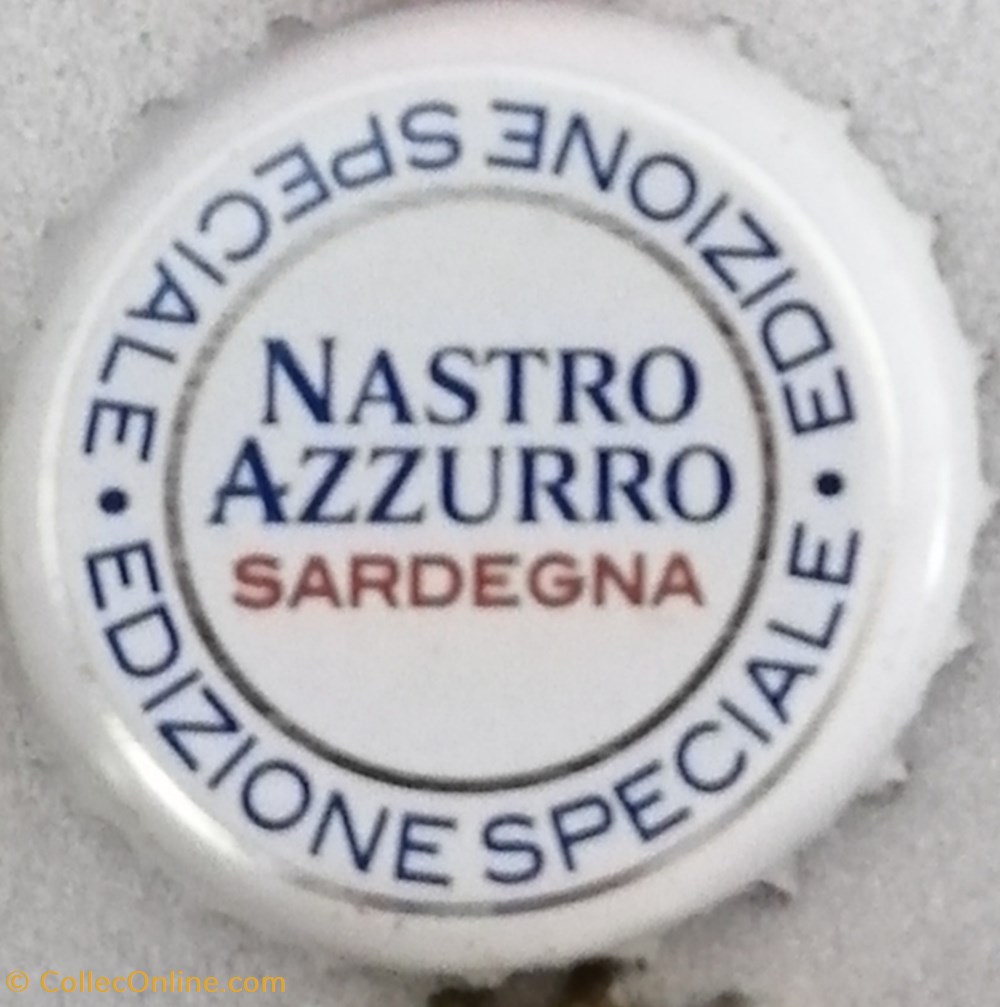 EDIZIONE SPECIALE •
NASTRO
AZZURRO
SARDEGNA
EDIZIONE SPECIALE •
© CollecOnline.com